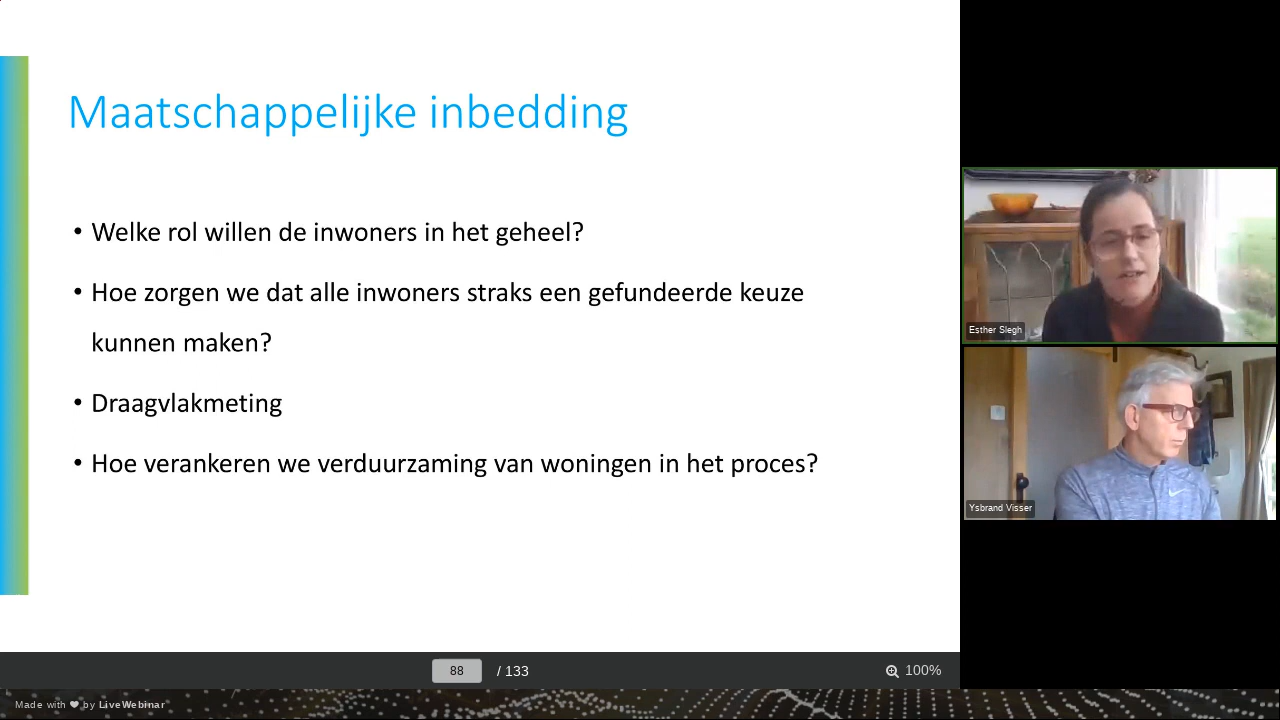 Maatschappelijke inbedding
• Welke rol willen de inwoners in het geheel?
• Hoe zorgen we dat alle inwoners straks een gefundeerde keuze
kunnen maken?
• Draagvlakmeting
• Hoe verankeren we verduurzaming van woningen in het proces?
Esther Slegh
Ysbrand Visser
88 / 133
100%
Made with ❤ by LiveWebinar